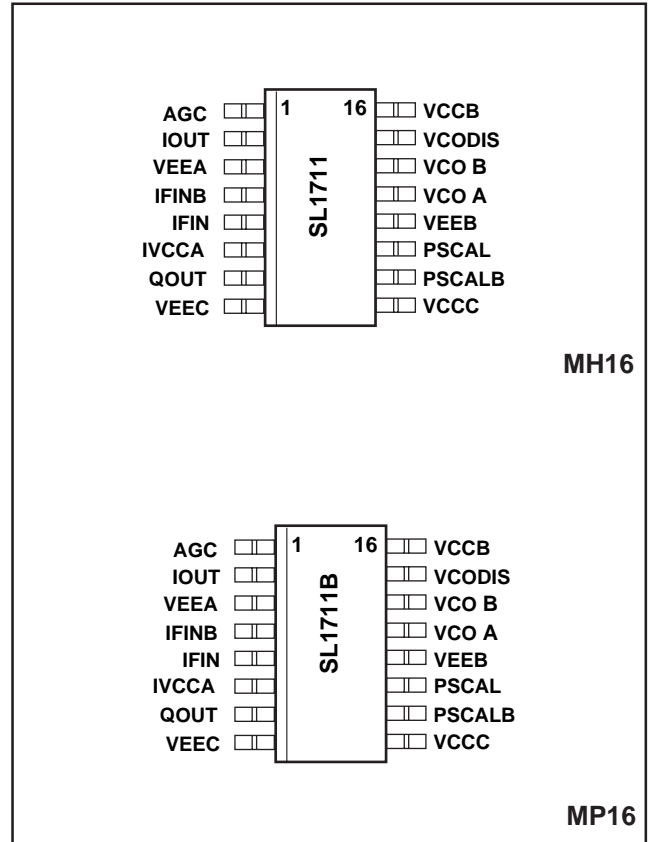 AGC 1 16 VCCB
IOUT VCODIS
VEEA VCO B
IFINB VCO A
IFIN VEEB
IVCCA PSCAL
QOUT PSCALB
VEEC VCCC
SL1711
MH16
AGC 1 16 VCCB
IOUT VCODIS
VEEA VCO B
IFINB VCO A
IFIN VEEB
IVCCA PSCAL
QOUT PSCALB
VEEC VCCC
SL1711B
MP16